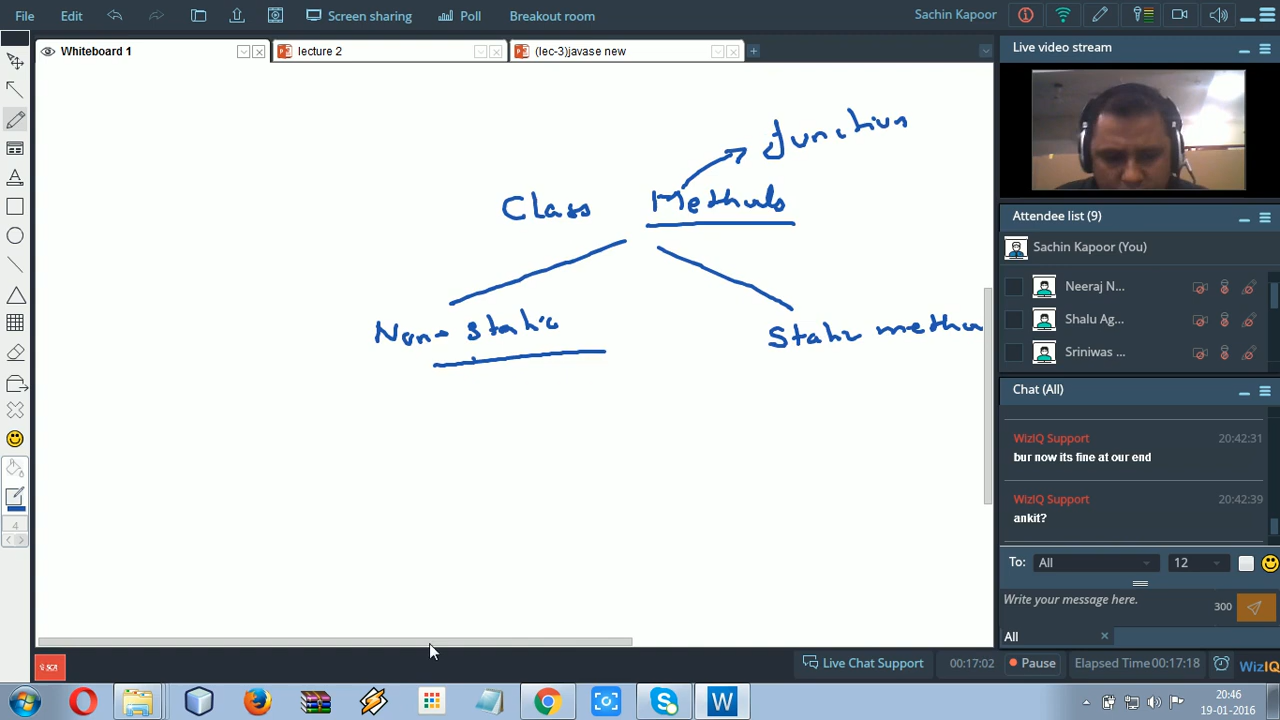 File Edit Screen sharing Poll Breakout room Sachin Kapoor
Whiteboard 1 lecture 2 (lec-3)javase new
Live video stream
function
Class Methods
Non-static Static metho
Attendee list (9)
Sachin Kapoor (You)
Neeraj N...
Shalu Ag...
Sriniwas ...
Chat (All)
WizIQ Support 20:42:31
bur now its fine at our end
WizIQ Support 20:42:39
ankit?
To: All 12
Write your message here. 300
All
4
Live Chat Support 00:17:02 Pause Elapsed Time 00:17:18 WizIQ
20:46
19-01-2016